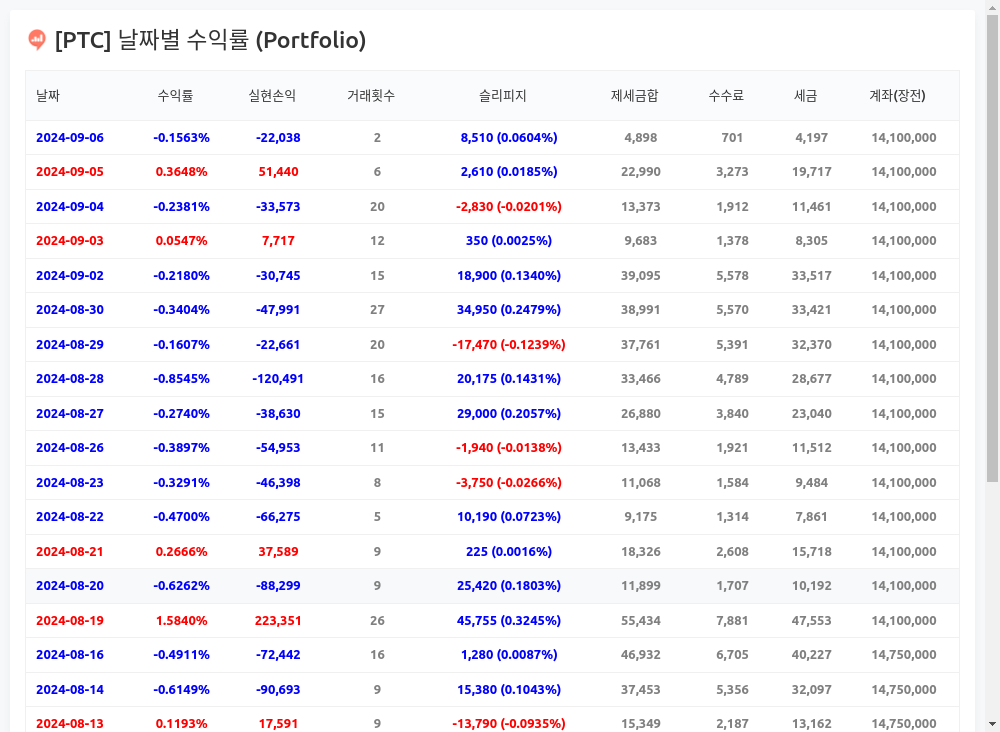 [PTC] 날짜별 수익률 (Portfolio)
날짜 수익률 실현손익 거래횟수 슬리피지 제세금합 수수료 세금 계좌(장전)
2024-09-06 -0.1563% -22,038 2 8,510 (0.0604%) 4,898 701 4,197 14,100,000
2024-09-05 0.3648% 51,440 6 2,610 (0.0185%) 22,990 3,273 19,717 14,100,000
2024-09-04 -0.2381% -33,573 20 -2,830 (-0.0201%) 13,373 1,912 11,461 14,100,000
2024-09-03 0.0547% 7,717 12 350 (0.0025%) 9,683 1,378 8,305 14,100,000
2024-09-02 -0.2180% -30,745 15 18,900 (0.1340%) 39,095 5,578 33,517 14,100,000
2024-08-30 -0.3404% -47,991 27 34,950 (0.2479%) 38,991 5,570 33,421 14,100,000
2024-08-29 -0.1607% -22,661 20 -17,470 (-0.1239%) 37,761 5,391 32,370 14,100,000
2024-08-28 -0.8545% -120,491 16 20,175 (0.1431%) 33,466 4,789 28,677 14,100,000
2024-08-27 -0.2740% -38,630 15 29,000 (0.2057%) 26,880 3,840 23,040 14,100,000
2024-08-26 -0.3897% -54,953 11 -1,940 (-0.0138%) 13,433 1,921 11,512 14,100,000
2024-08-23 -0.3291% -46,398 8 -3,750 (-0.0266%) 11,068 1,584 9,484 14,100,000
2024-08-22 -0.4700% -66,275 5 10,190 (0.0723%) 9,175 1,314 7,861 14,100,000
2024-08-21 0.2666% 37,589 9 225 (0.0016%) 18,326 2,608 15,718 14,100,000
2024-08-20 -0.6262% -88,299 9 25,420 (0.1803%) 11,899 1,707 10,192 14,100,000
2024-08-19 1.5840% 223,351 26 45,755 (0.3245%) 55,434 7,881 47,553 14,100,000
2024-08-16 -0.4911% -72,442 16 1,280 (0.0087%) 46,932 6,705 40,227 14,750,000
2024-08-14 -0.6149% -90,693 9 15,380 (0.1043%) 37,453 5,356 32,097 14,750,000
2024-08-13 0.1193% 17,591 9 -13,790 (-0.0935%) 15,349 2,187 13,162 14,750,000